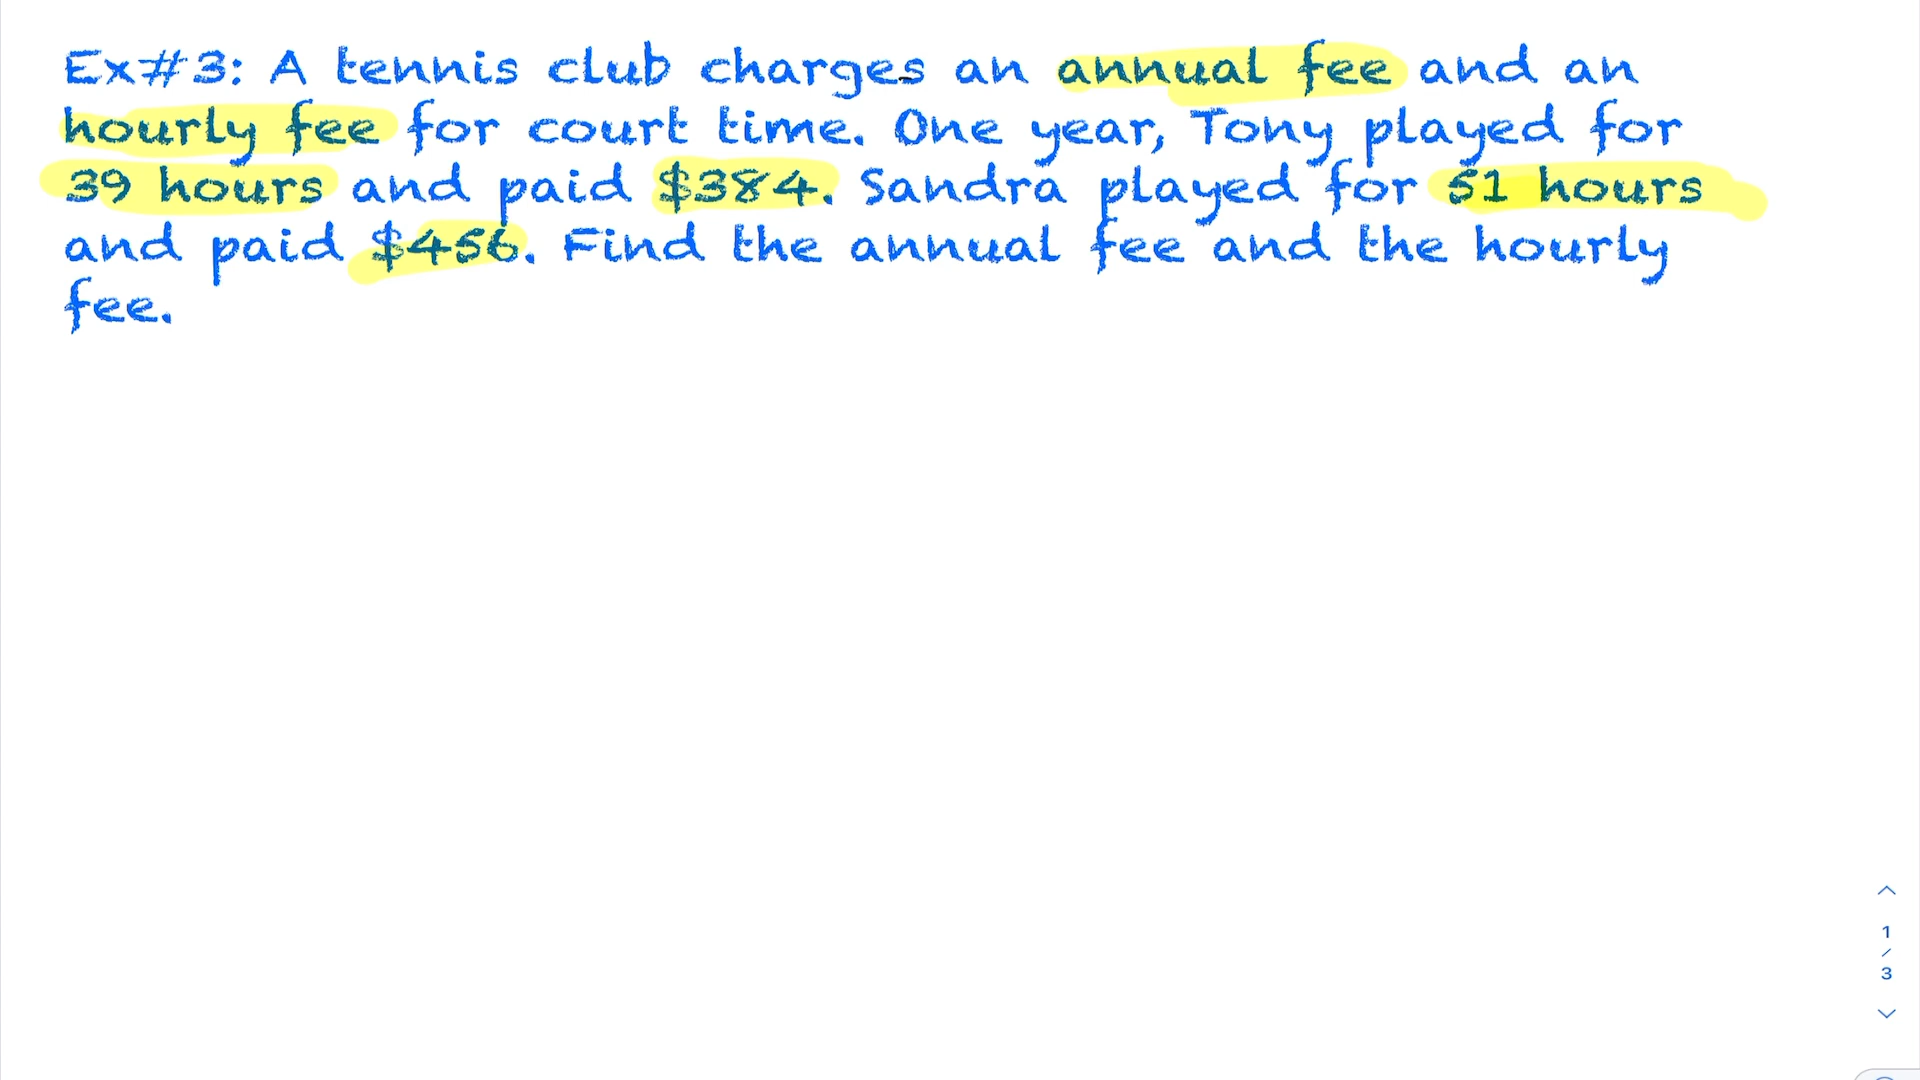 Ex#3: A tennis club charges an annual fee and an
hourly fee for court time. One year, Tony played for
39 hours and paid $384. Sandra played for 51 hours
and paid $456. Find the annual fee and the hourly
fee.
1
/
3